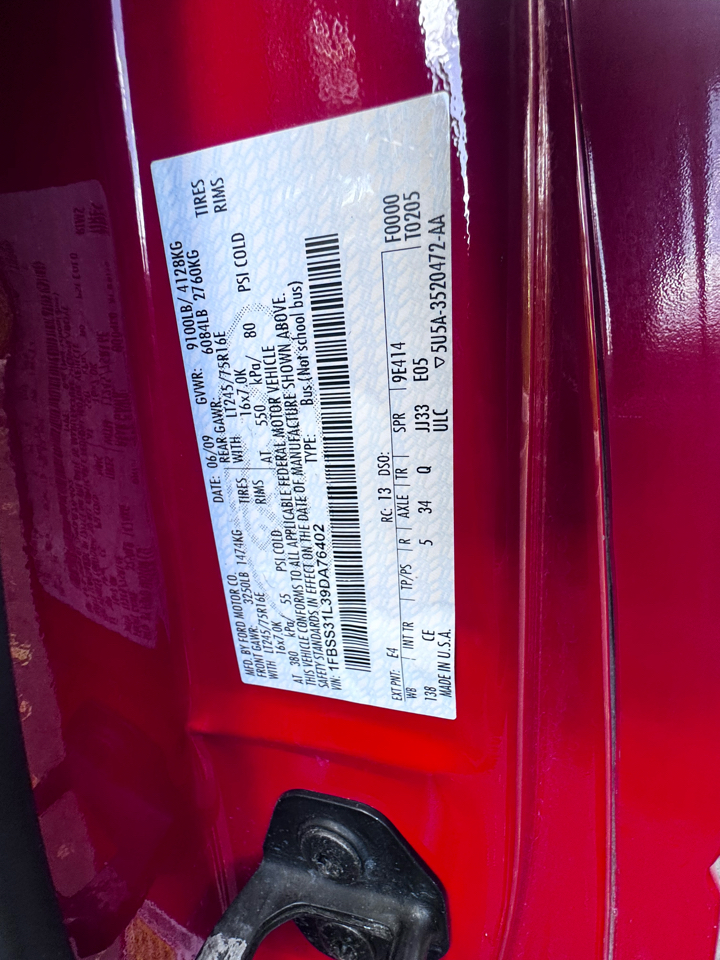 MFD. BY FORD MOTOR CO. DATE: 06/09 GVWR: 9100LB/ 4128KG
FRONT GAWR: 3250LB 1474KG REAR GAWR: 6084LB 2760KG
WITH LT245/75R16E TIRES WITH LT245/75R16E TIRES
16x7.0K RIMS 16x7.0K RIMS
AT 380 kPa/ 55 PSI COLD AT 550 kPa/ 80 PSI COLD
THIS VEHICLE CONFORMS TO ALL APPLICABLE FEDERAL MOTOR VEHICLE
SAFETY STANDARDS IN EFFECT ON THE DATE OF MANUFACTURE SHOWN ABOVE.
VIN: 1FBSS31L39DA76402 TYPE: Bus (Not school bus)
F0000
T0205
EXT PNT: E4 RC: 13 DSO:
WB INT TR TP/PS R AXLE TR SPR 9E414
138 CE 5 34 Q JJ33 E05
MADE IN U.S.A. ULC ▽5U5A-3520472-AA